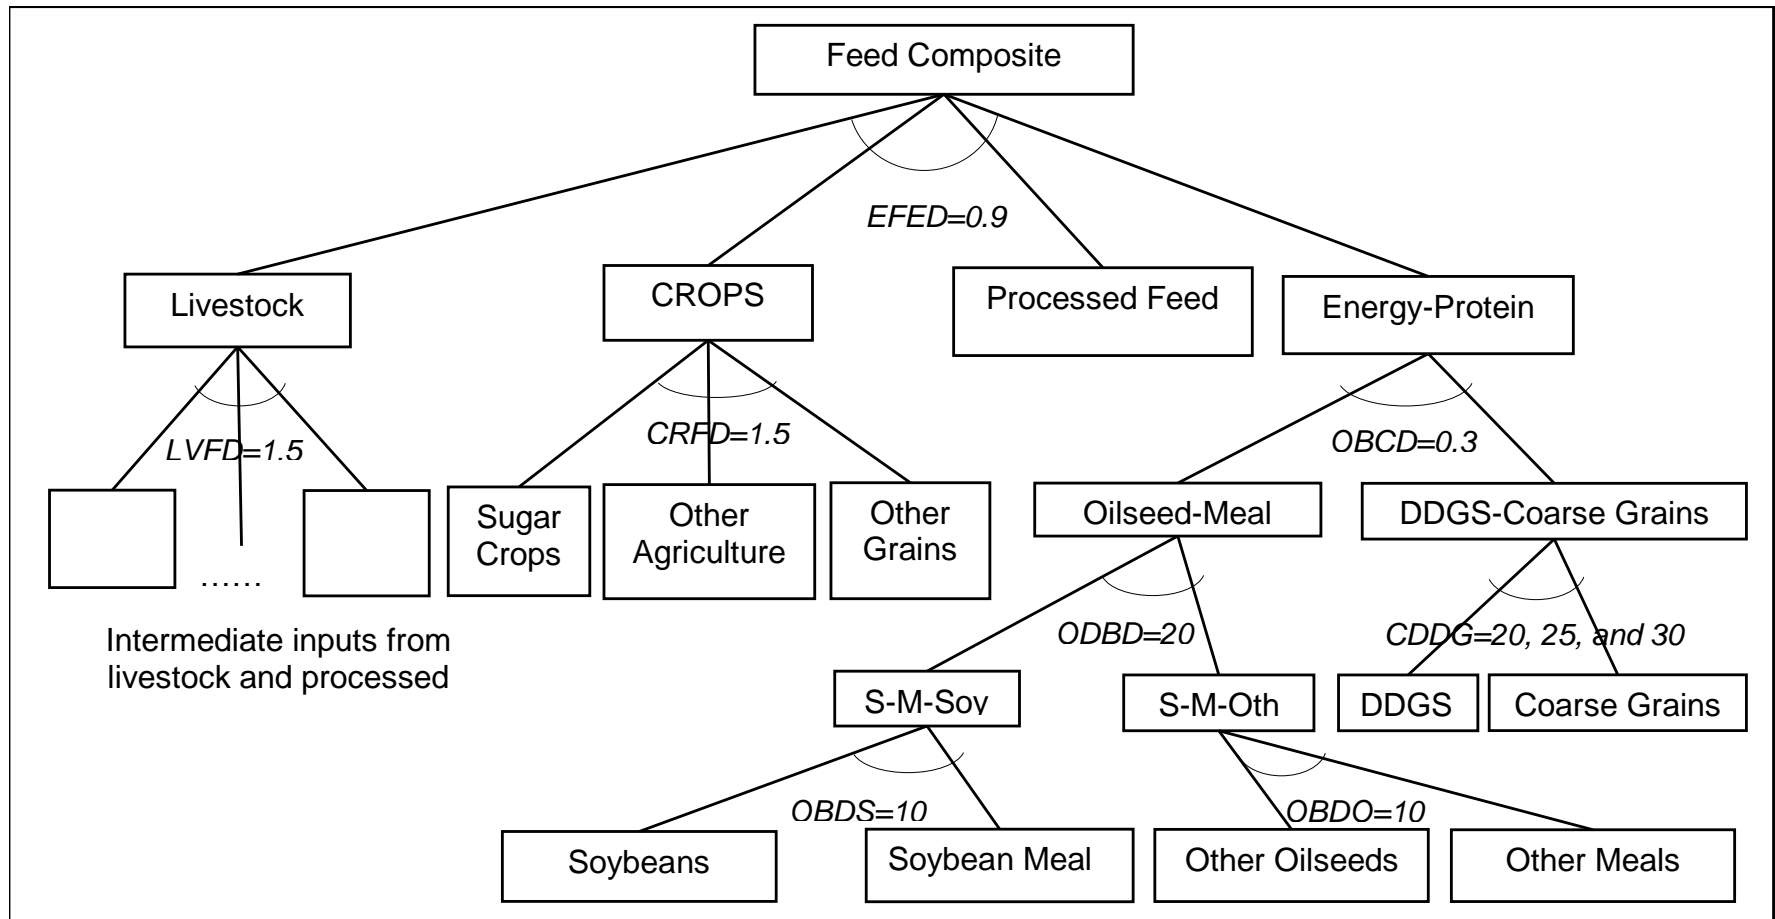 Feed Composite
EFED=0.9
Livestock
CROPS
Processed Feed
Energy-Protein
LVFD=1.5
CRFD=1.5
OBCD=0.3
Sugar
Crops
Other
Agriculture
Other
Grains
Oilseed-Meal
DDGS-Coarse Grains
......
Intermediate inputs from
livestock and processed
ODBD=20
CDDG=20, 25, and 30
S-M-Soy
S-M-Oth
DDGS
Coarse Grains
OBDS=10
OBDO=10
Soybeans
Soybean Meal
Other Oilseeds
Other Meals